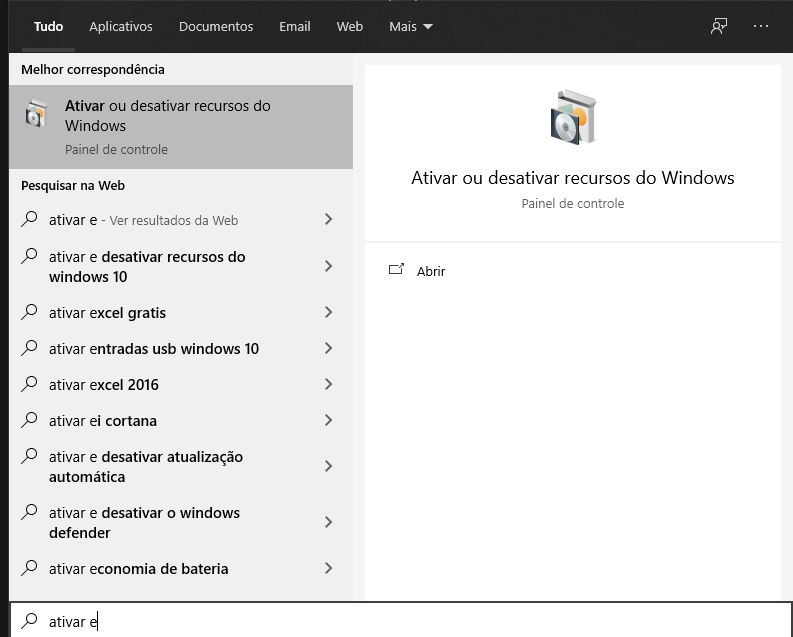 Tudo Aplicativos Documentos Email Web Mais
Melhor correspondência
Ativar ou desativar recursos do
Windows
Painel de controle
Pesquisar na Web
ativar e - Ver resultados da Web
ativar e desativar recursos do
windows 10
ativar excel gratis
ativar entradas usb windows 10
ativar excel 2016
ativar ei cortana
ativar e desativar atualização
automática
ativar e desativar o windows
defender
ativar economia de bateria
Ativar ou desativar recursos do Windows
Painel de controle
Abrir
ativar e